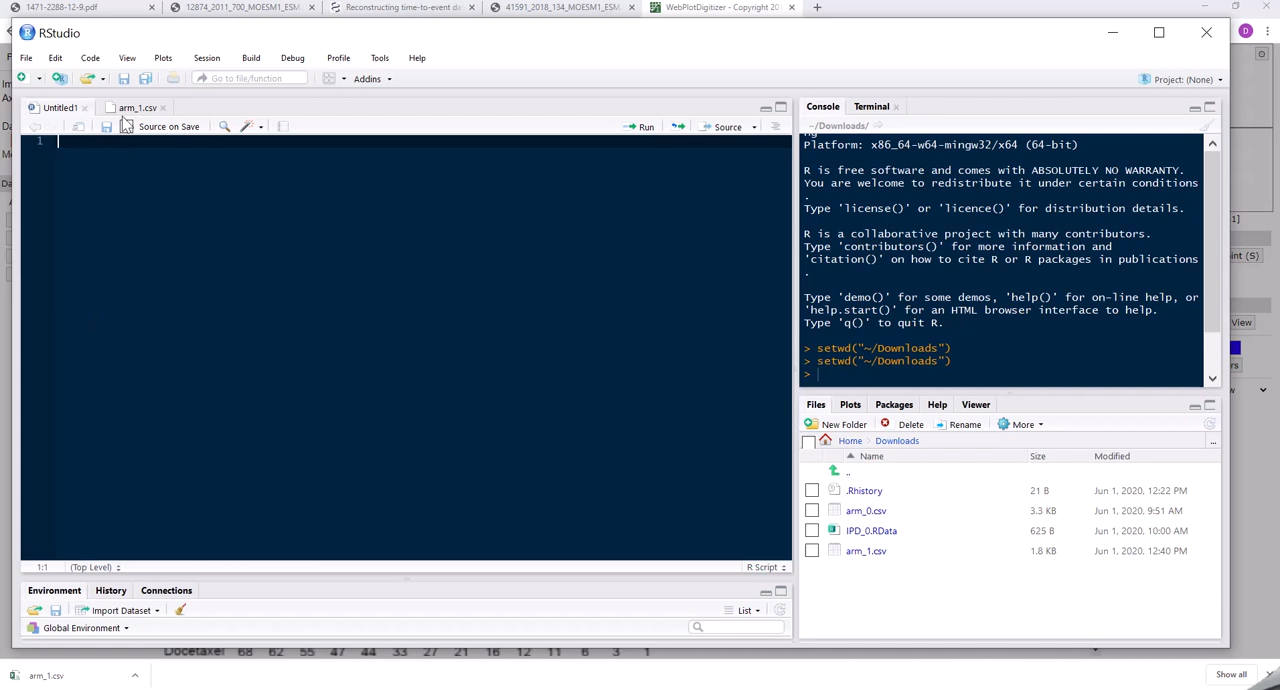 1471-2288-12-9.pdf
12874_2011_700_MOESM1_ESM
Reconstructing time-to-event da
41591_2018_134_MOESM1_ESM
WebPlotDigitizer - Copyright 201
D
RStudio
File Edit Code View Plots Session Build Debug Profile Tools Help
Go to file/function
Addins
Project: (None)
Untitled1
arm_1.csv
Source on Save
Run
Source
1
1:1
(Top Level)
R Script
Environment History Connections
Import Dataset
List
Global Environment
Console Terminal
~/Downloads/
Platform: x86_64-w64-mingw32/x64 (64-bit)
R is free software and comes with ABSOLUTELY NO WARRANTY.
You are welcome to redistribute it under certain conditions
.
Type 'license()' or 'licence()' for distribution details.
R is a collaborative project with many contributors.
Type 'contributors()' for more information and
'citation()' on how to cite R or R packages in publications
.
Type 'demo()' for some demos, 'help()' for on-line help, or
'help.start()' for an HTML browser interface to help.
Type 'q()' to quit R.
> setwd("~/Downloads")
> setwd("~/Downloads")
>
Files Plots Packages Help Viewer
New Folder Delete Rename More
Home Downloads ...
Name Size Modified
..
.Rhistory 21 B Jun 1, 2020, 12:22 PM
arm_0.csv 3.3 KB Jun 1, 2020, 9:51 AM
IPD_0.RData 625 B Jun 1, 2020, 10:00 AM
arm_1.csv 1.8 KB Jun 1, 2020, 12:40 PM
Docetaxel 68 62 55 47 44 33 27 21 16 12 11 6 3 1
arm_1.csv
Show all